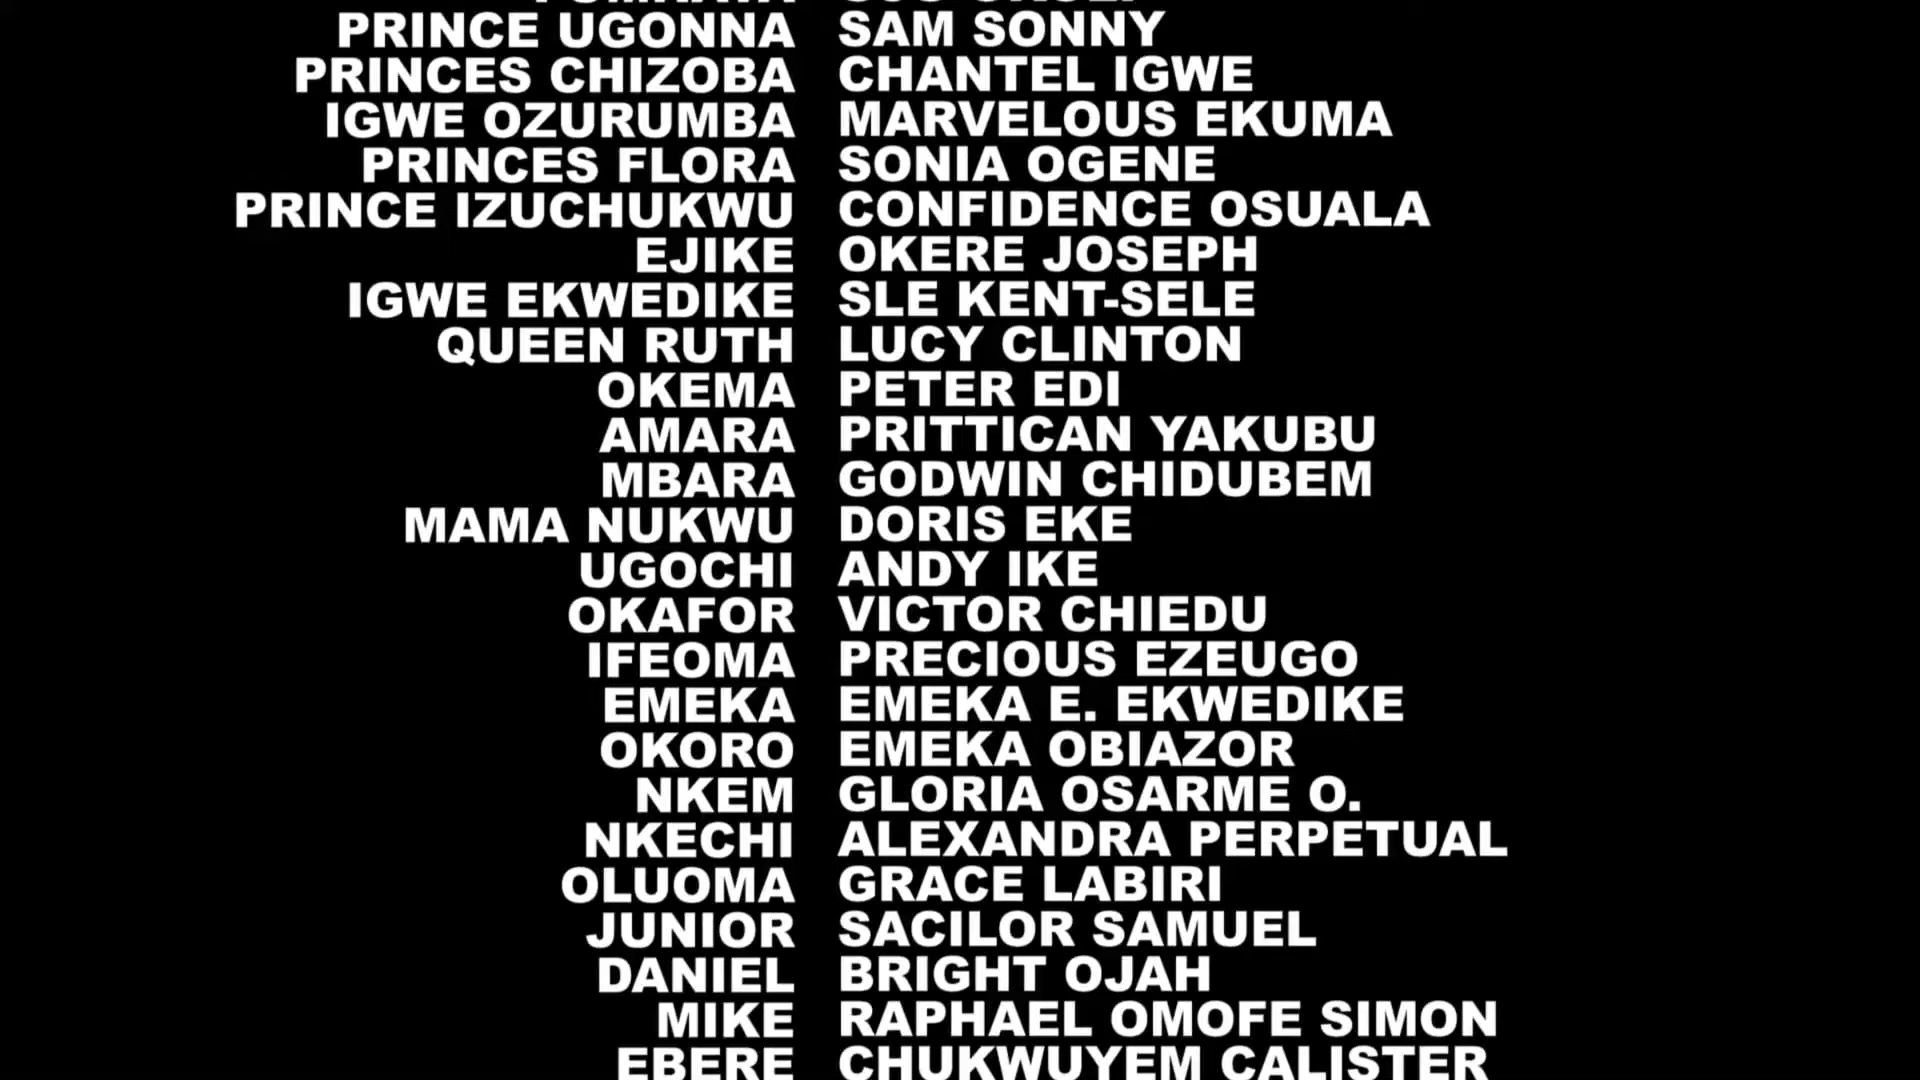 PRINCE UGONNA SAM SONNY
PRINCES CHIZOBA CHANTEL IGWE
IGWE OZURUMBA MARVELOUS EKUMA
PRINCES FLORA SONIA OGENE
PRINCE IZUCHUKWU CONFIDENCE OSUALA
EJIKE OKERE JOSEPH
IGWE EKWEDIKE SLE KENT-SELE
QUEEN RUTH LUCY CLINTON
OKEMA PETER EDI
AMARA PRITTICAN YAKUBU
MBARA GODWIN CHIDUBEM
MAMA NUKWU DORIS EKE
UGOCHI ANDY IKE
OKAFOR VICTOR CHIEDU
IFEOMA PRECIOUS EZEUGO
EMEKA EMEKA E. EKWEDIKE
OKORO EMEKA OBIAZOR
NKEM GLORIA OSARME O.
NKECHI ALEXANDRA PERPETUAL
OLUOMA GRACE LABIRI
JUNIOR SACILOR SAMUEL
DANIEL BRIGHT OJAH
MIKE RAPHAEL OMOFE SIMON
EBERE CHUKWUYEM CALISTER